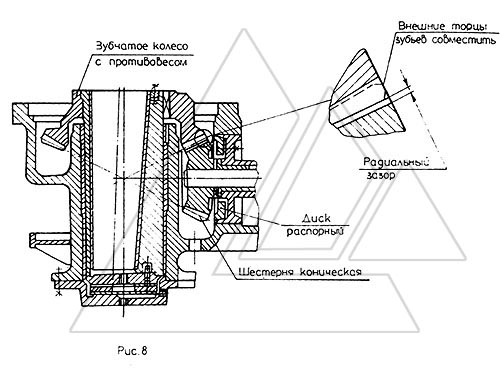 Зубчатое колесо
с противовесом
Внешние торцы
зубьев совместить
Радиальный
зазор
Диск
распорный
Шестерня коническая
Рис. 8